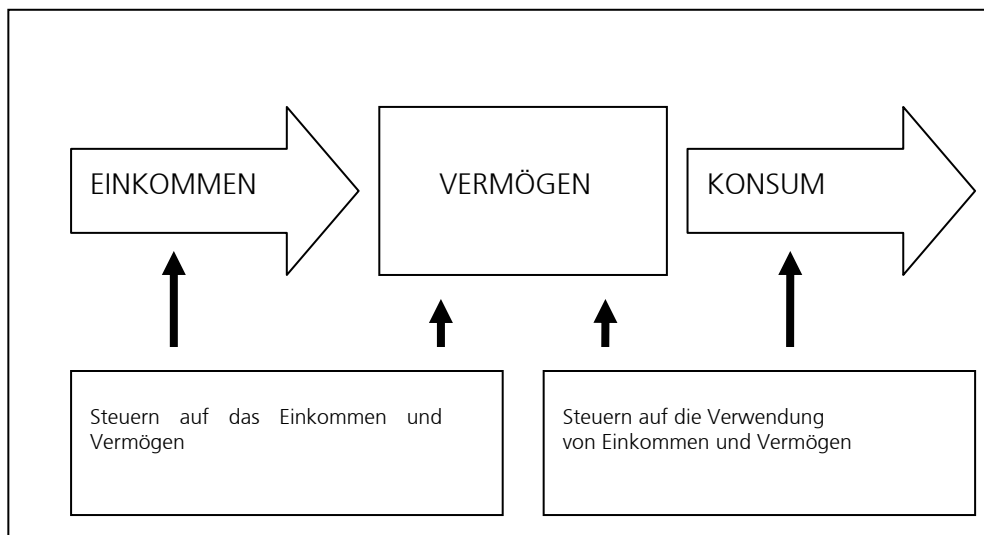 EINKOMMEN
VERMÖGEN
KONSUM
Steuern auf das Einkommen und
Vermögen
Steuern auf die Verwendung
von Einkommen und Vermögen